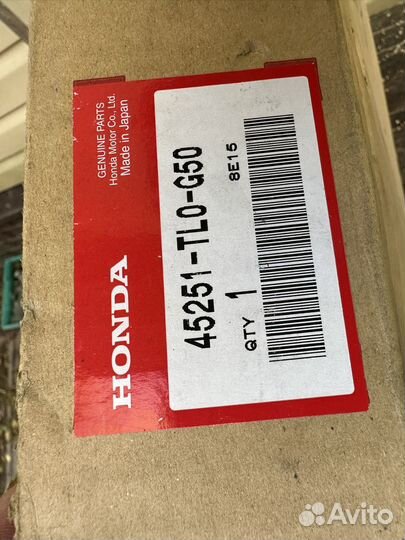 GENUINE PARTS
Honda Motor Co., Ltd.
Made in Japan
HONDA
45251-TL0-G50
QTY 1
8E15
Avito